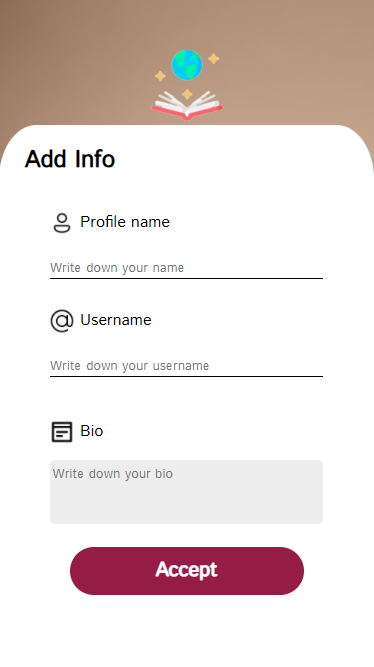 Add Info
Profile name
Write down your name
Username
Write down your username
Bio
Write down your bio
Accept